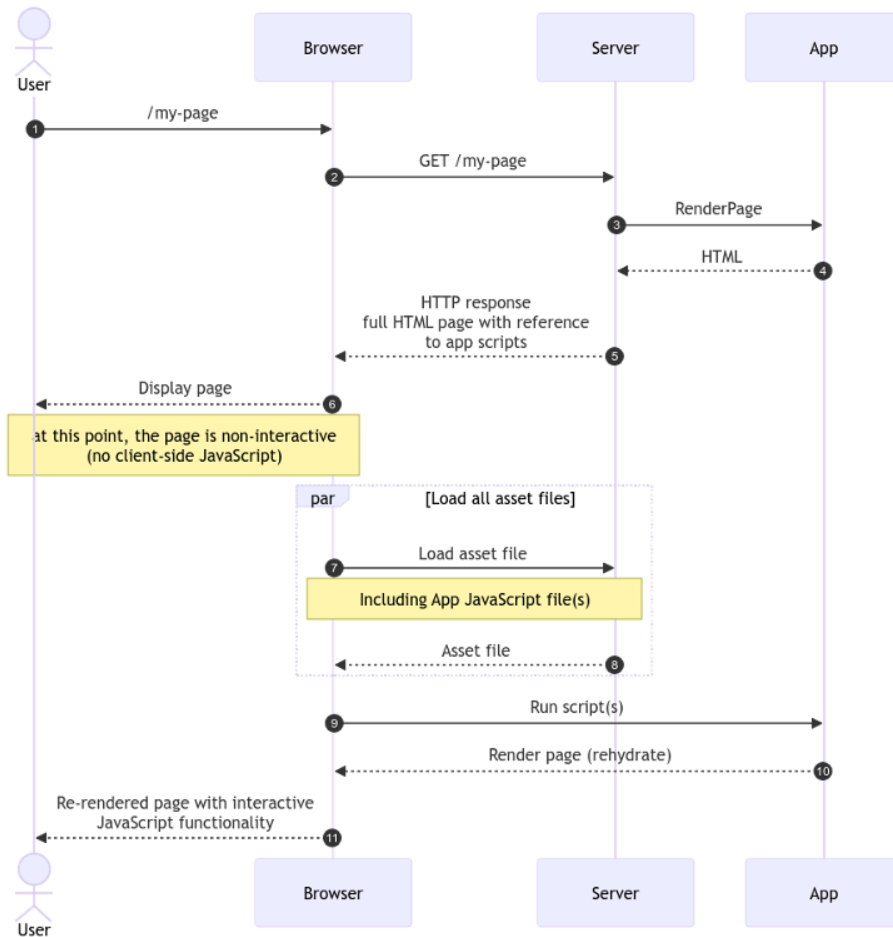 User
Browser
Server
App
/my-page
1
GET /my-page
2
RenderPage
3
HTML
4
HTTP response
full HTML page with reference
to app scripts
5
Display page
6
at this point, the page is non-interactive
(no client-side JavaScript)
par
[Load all asset files]
Load asset file
7
Including App JavaScript file(s)
Asset file
8
Run script(s)
9
Render page (rehydrate)
10
Re-rendered page with interactive
JavaScript functionality
11
User
Browser
Server
App